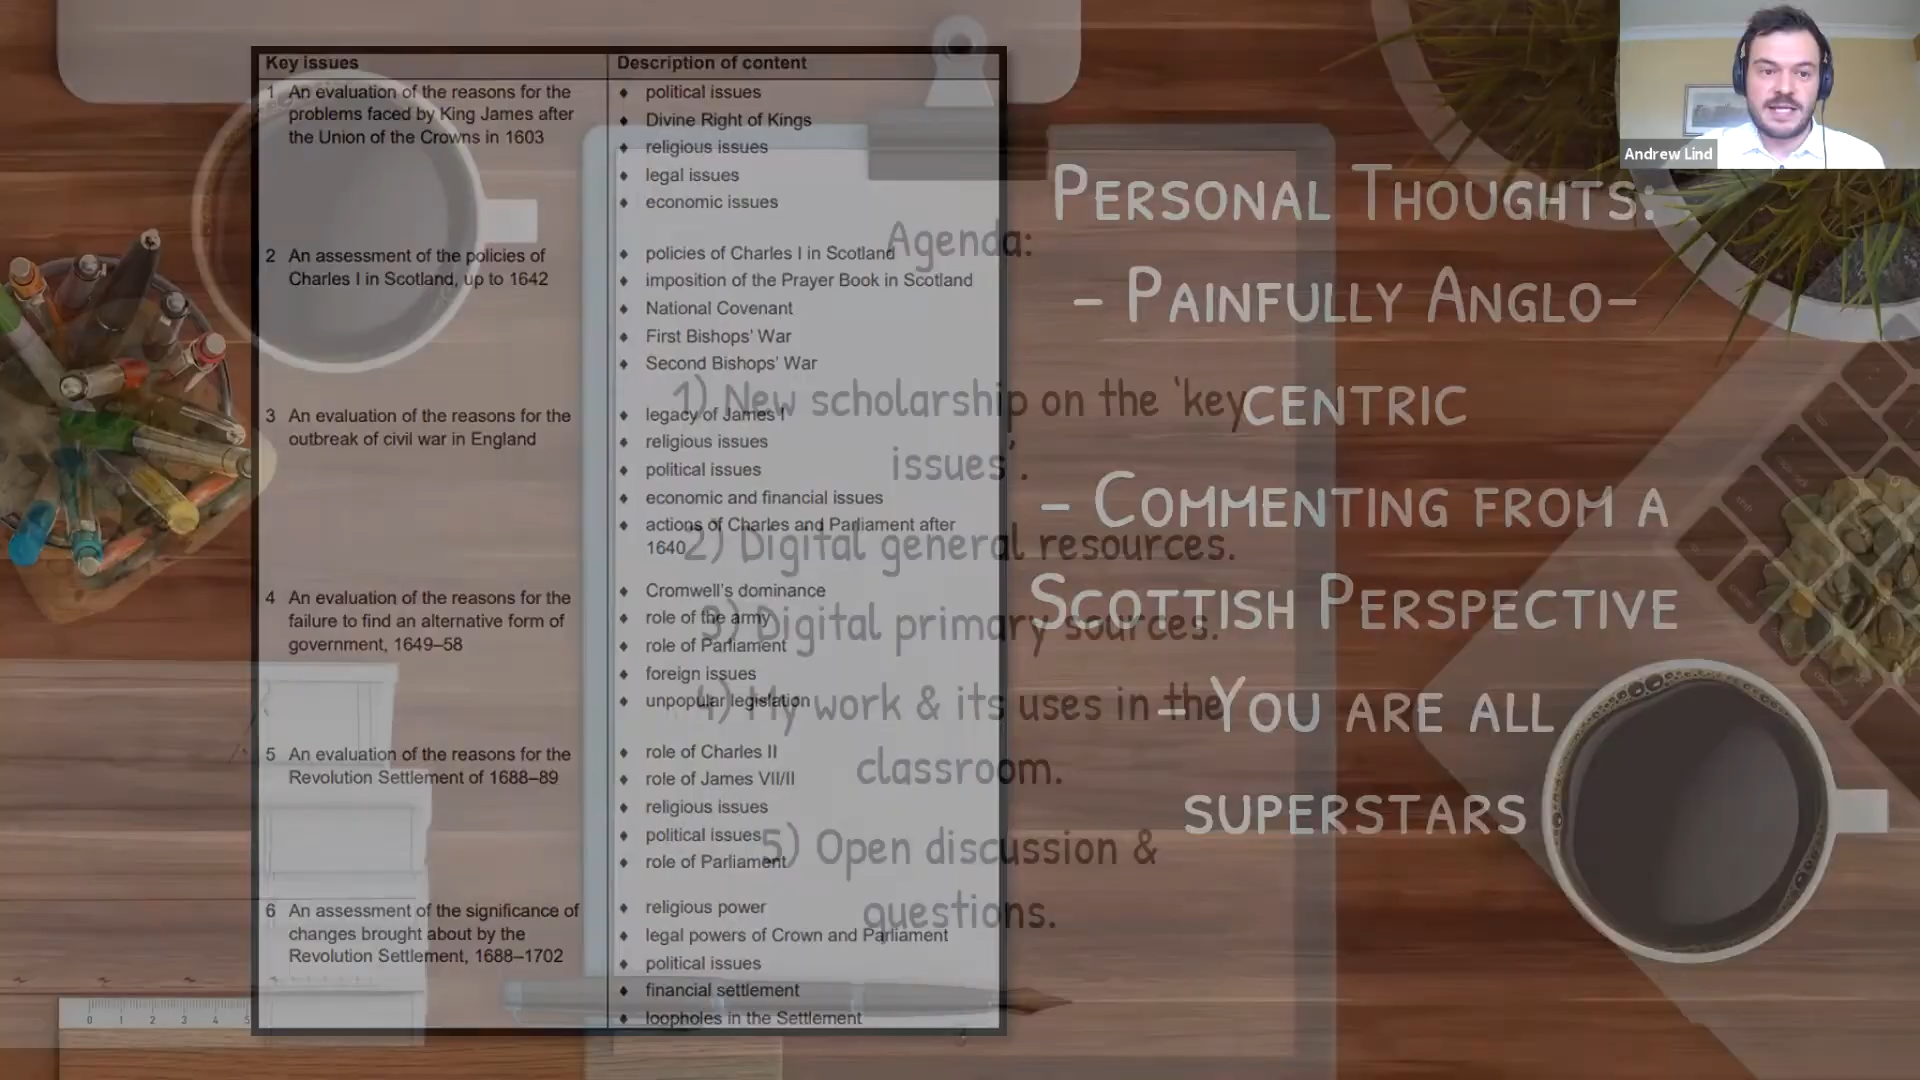 Key issues
Description of content
1 An evaluation of the reasons for the
problems faced by King James after
the Union of the Crowns in 1603
♦ political issues
♦ Divine Right of Kings
♦ religious issues
♦ legal issues
♦ economic issues
2 An assessment of the policies of
Charles I in Scotland, up to 1642
♦ policies of Charles I in Scotland
♦ imposition of the Prayer Book in Scotland
♦ National Covenant
♦ First Bishops’ War
♦ Second Bishops’ War
3 An evaluation of the reasons for the
outbreak of civil war in England
♦ legacy of James I
♦ religious issues
♦ political issues
♦ economic and financial issues
♦ actions of Charles and Parliament after
1640
4 An evaluation of the reasons for the
failure to find an alternative form of
government, 1649–58
♦ Cromwell’s dominance
♦ role of the army
♦ role of Parliament
♦ foreign issues
♦ unpopular legislation
5 An evaluation of the reasons for the
Revolution Settlement of 1688–89
♦ role of Charles II
♦ role of James VII/II
♦ religious issues
♦ political issues
♦ role of Parliament
6 An assessment of the significance of
changes brought about by the
Revolution Settlement, 1688–1702
♦ religious power
♦ legal powers of Crown and Parliament
♦ political issues
♦ financial settlement
♦ loopholes in the Settlement
Agenda:
1) New scholarship on the ‘key
issues’.
2) Digital general resources.
3) Digital primary sources.
4) My work & its uses in the
classroom.
5) Open discussion &
questions.
Personal Thoughts:
- Painfully Anglo-
centric
- Commenting from a
Scottish Perspective
- You are all
superstars
Andrew Lind
0 1 2 3 4 5